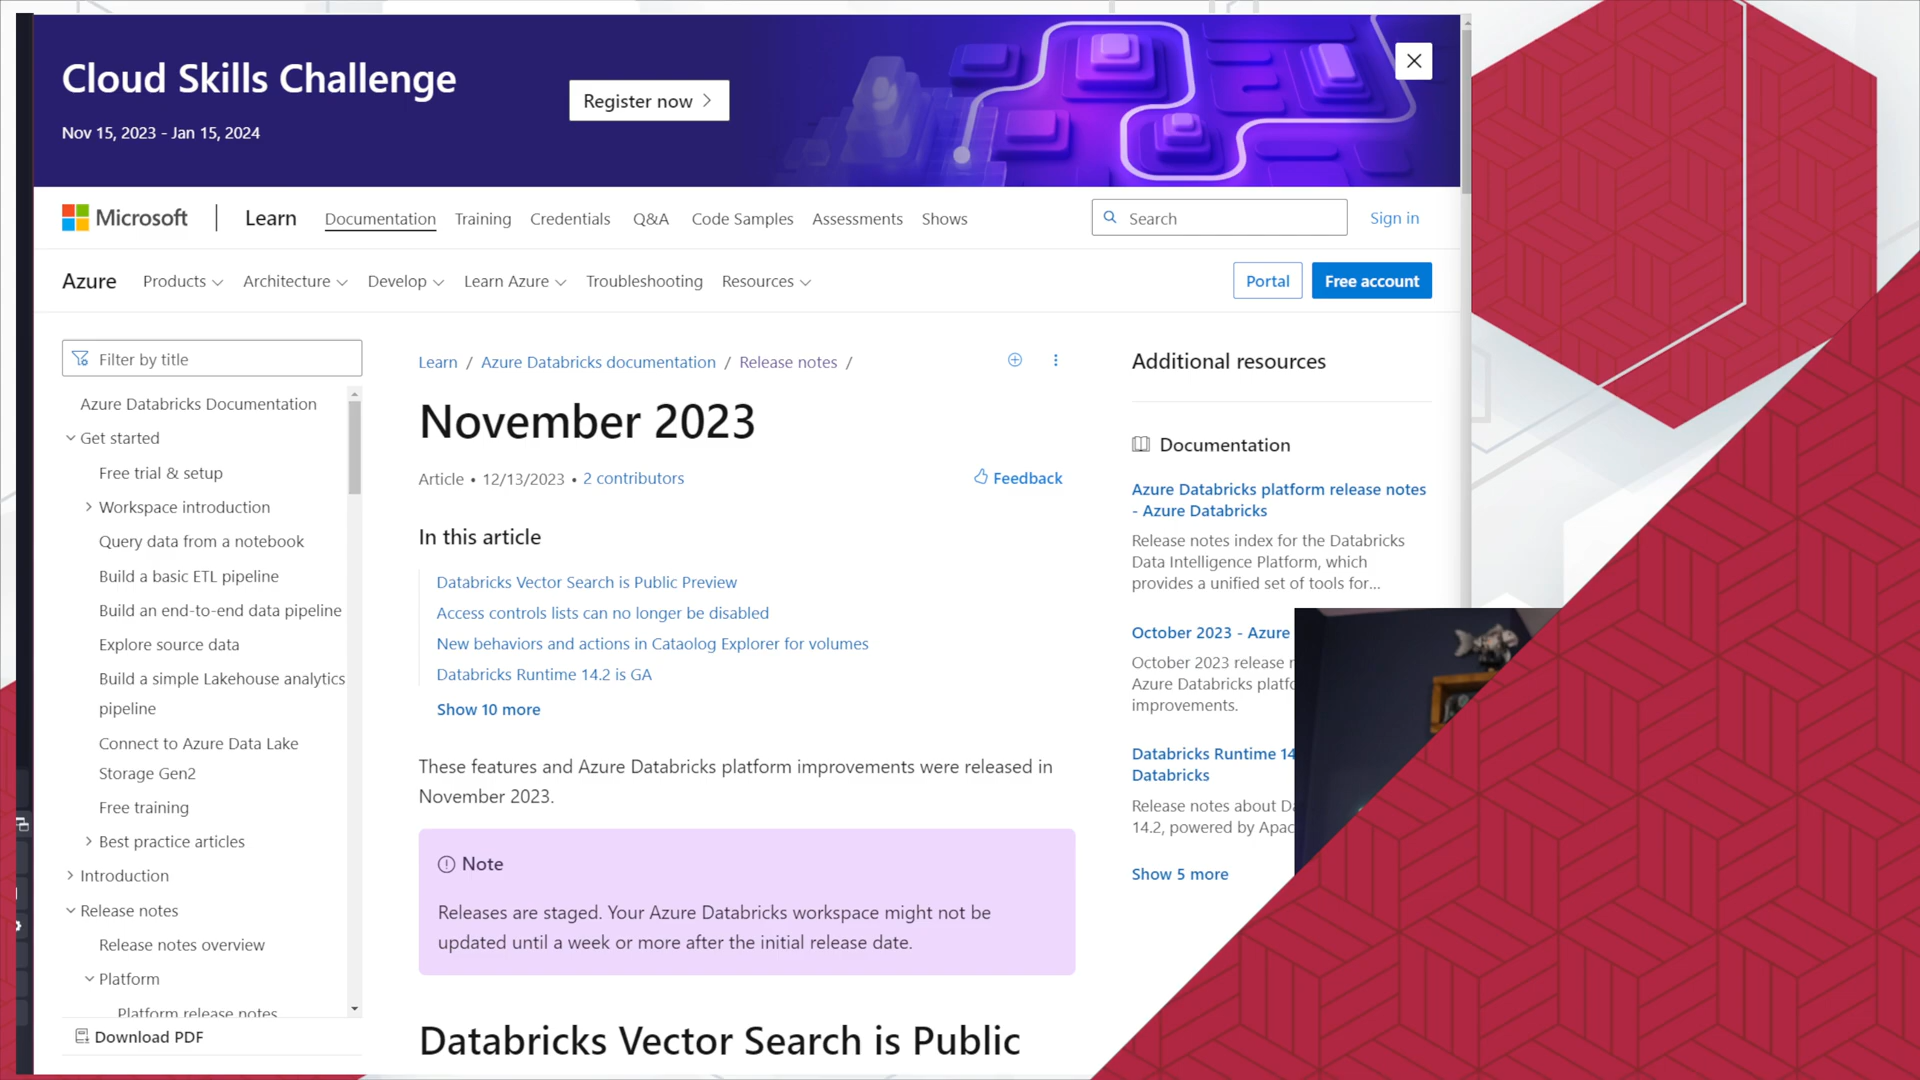 Cloud Skills Challenge
Nov 15, 2023 - Jan 15, 2024
Register now
Microsoft
Learn
Documentation
Training
Credentials
Q&A
Code Samples
Assessments
Shows
Search
Sign in
Azure
Products
Architecture
Develop
Learn Azure
Troubleshooting
Resources
Portal
Free account
Filter by title
Azure Databricks Documentation
Get started
Free trial & setup
Workspace introduction
Query data from a notebook
Build a basic ETL pipeline
Build an end-to-end data pipeline
Explore source data
Build a simple Lakehouse analytics
pipeline
Connect to Azure Data Lake
Storage Gen2
Free training
Best practice articles
Introduction
Release notes
Release notes overview
Platform
Platform release notes
Download PDF
Learn / Azure Databricks documentation / Release notes /
November 2023
Article • 12/13/2023 • 2 contributors
Feedback
In this article
Databricks Vector Search is Public Preview
Access controls lists can no longer be disabled
New behaviors and actions in Cataolog Explorer for volumes
Databricks Runtime 14.2 is GA
Show 10 more
These features and Azure Databricks platform improvements were released in
November 2023.
Note
Releases are staged. Your Azure Databricks workspace might not be
updated until a week or more after the initial release date.
Databricks Vector Search is Public
Additional resources
Documentation
Azure Databricks platform release notes
- Azure Databricks
Release notes index for the Databricks
Data Intelligence Platform, which
provides a unified set of tools for...
October 2023 - Azure
October 2023 release
Azure Databricks
improvements.
Databricks Runtime 14
Databricks
Release notes about
14.2, powered by
Show 5 more